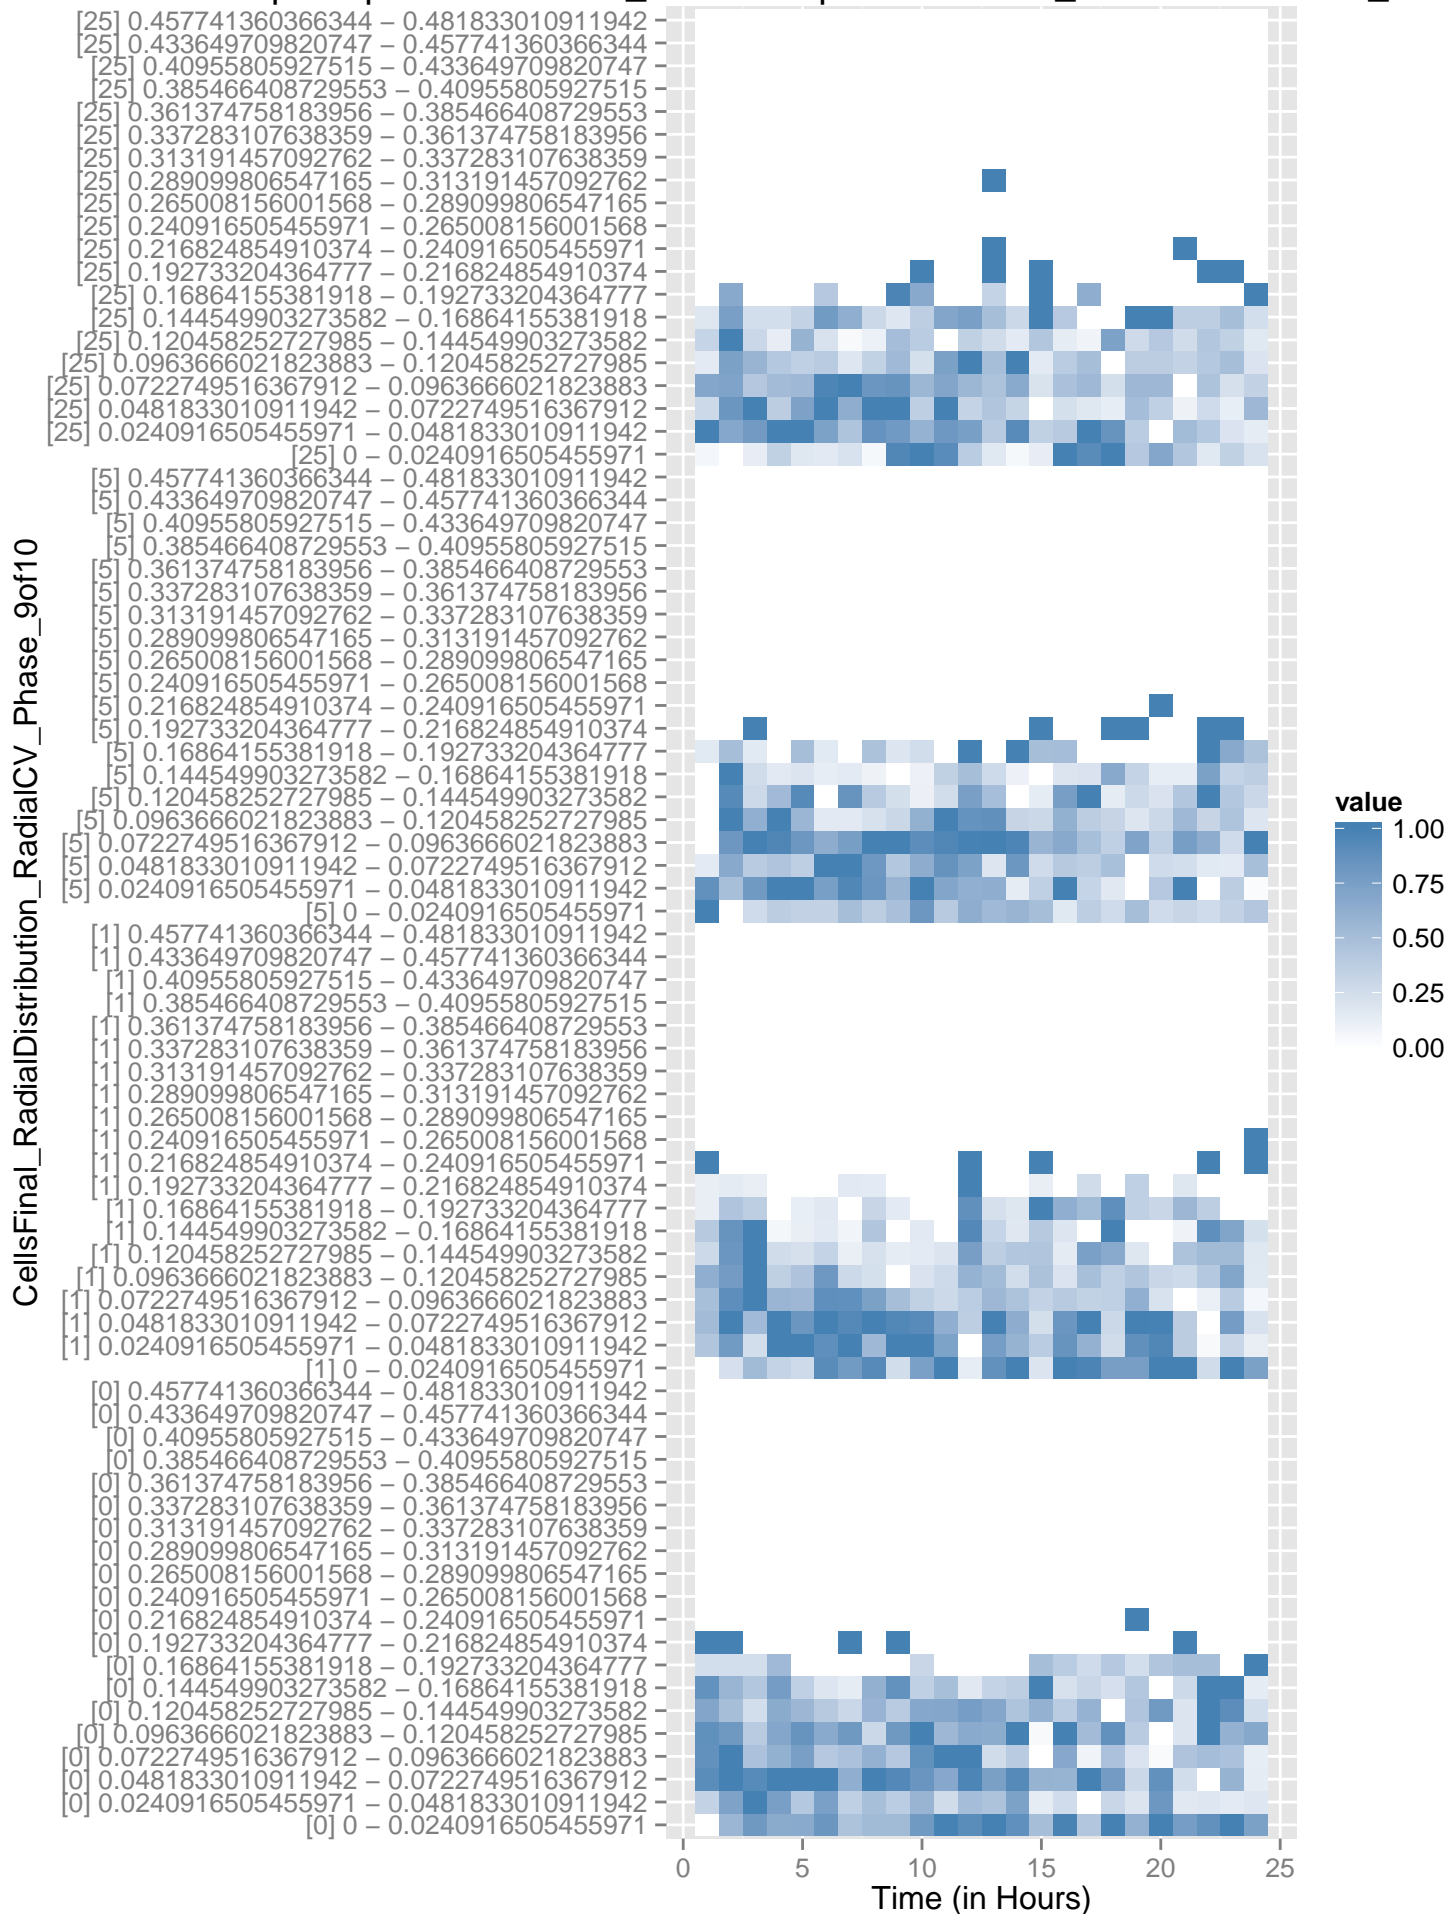 [25] 0.457741360366344 – 0.481833010911942
[25] 0.433649709820747 – 0.457741360366344
[25] 0.40955805927515 – 0.433649709820747
[25] 0.385466408729553 – 0.40955805927515
[25] 0.361374758183956 – 0.385466408729553
[25] 0.337283107638359 – 0.361374758183956
[25] 0.313191457092762 – 0.337283107638359
[25] 0.289099806547165 – 0.313191457092762
[25] 0.265008156001568 – 0.289099806547165
[25] 0.240916505455971 – 0.265008156001568
[25] 0.216824854910374 – 0.240916505455971
[25] 0.192733204364777 – 0.216824854910374
[25] 0.16864155381918 – 0.192733204364777
[25] 0.144549903273582 – 0.16864155381918
[25] 0.120458252727985 – 0.144549903273582
[25] 0.0963666021823883 – 0.120458252727985
[25] 0.0722749516367912 – 0.0963666021823883
[25] 0.0481833010911942 – 0.0722749516367912
[25] 0.0240916505455971 – 0.0481833010911942
[25] 0 – 0.0240916505455971
[5] 0.457741360366344 – 0.481833010911942
[5] 0.433649709820747 – 0.457741360366344
[5] 0.40955805927515 – 0.433649709820747
[5] 0.385466408729553 – 0.40955805927515
[5] 0.361374758183956 – 0.385466408729553
[5] 0.337283107638359 – 0.361374758183956
[5] 0.313191457092762 – 0.337283107638359
[5] 0.289099806547165 – 0.313191457092762
[5] 0.265008156001568 – 0.289099806547165
[5] 0.240916505455971 – 0.265008156001568
[5] 0.216824854910374 – 0.240916505455971
[5] 0.192733204364777 – 0.216824854910374
[5] 0.16864155381918 – 0.192733204364777
[5] 0.144549903273582 – 0.16864155381918
[5] 0.120458252727985 – 0.144549903273582
[5] 0.0963666021823883 – 0.120458252727985
[5] 0.0722749516367912 – 0.0963666021823883
[5] 0.0481833010911942 – 0.0722749516367912
[5] 0.0240916505455971 – 0.0481833010911942
[5] 0 – 0.0240916505455971
[1] 0.457741360366344 – 0.481833010911942
[1] 0.433649709820747 – 0.457741360366344
[1] 0.40955805927515 – 0.433649709820747
[1] 0.385466408729553 – 0.40955805927515
[1] 0.361374758183956 – 0.385466408729553
[1] 0.337283107638359 – 0.361374758183956
[1] 0.313191457092762 – 0.337283107638359
[1] 0.289099806547165 – 0.313191457092762
[1] 0.265008156001568 – 0.289099806547165
[1] 0.240916505455971 – 0.265008156001568
[1] 0.216824854910374 – 0.240916505455971
[1] 0.192733204364777 – 0.216824854910374
[1] 0.16864155381918 – 0.192733204364777
[1] 0.144549903273582 – 0.16864155381918
[1] 0.120458252727985 – 0.144549903273582
[1] 0.0963666021823883 – 0.120458252727985
[1] 0.0722749516367912 – 0.0963666021823883
[1] 0.0481833010911942 – 0.0722749516367912
[1] 0.0240916505455971 – 0.0481833010911942
[1] 0 – 0.0240916505455971
[0] 0.457741360366344 – 0.481833010911942
[0] 0.433649709820747 – 0.457741360366344
[0] 0.40955805927515 – 0.433649709820747
[0] 0.385466408729553 – 0.40955805927515
[0] 0.361374758183956 – 0.385466408729553
[0] 0.337283107638359 – 0.361374758183956
[0] 0.313191457092762 – 0.337283107638359
[0] 0.289099806547165 – 0.313191457092762
[0] 0.265008156001568 – 0.289099806547165
[0] 0.240916505455971 – 0.265008156001568
[0] 0.216824854910374 – 0.240916505455971
[0] 0.192733204364777 – 0.216824854910374
[0] 0.16864155381918 – 0.192733204364777
[0] 0.144549903273582 – 0.16864155381918
[0] 0.120458252727985 – 0.144549903273582
[0] 0.0963666021823883 – 0.120458252727985
[0] 0.0722749516367912 – 0.0963666021823883
[0] 0.0481833010911942 – 0.0722749516367912
[0] 0.0240916505455971 – 0.0481833010911942
[0] 0 – 0.0240916505455971
CellsFinal_RadialDistribution_RadialCV_Phase_9of10
0 5 10 15 20 25
Time (in Hours)
value
1.00
0.75
0.50
0.25
0.00